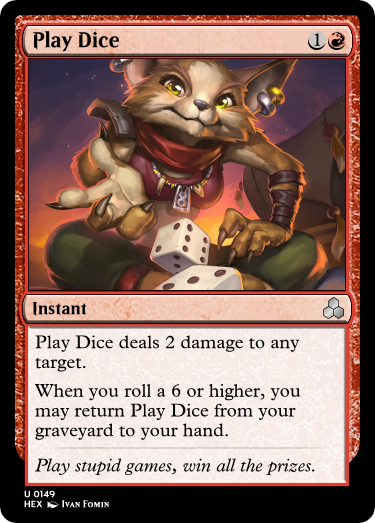 Play Dice 1
Instant
Play Dice deals 2 damage to any
target.
When you roll a 6 or higher, you
may return Play Dice from your
graveyard to your hand.
Play stupid games, win all the prizes.
U 0149
HEX Ivan Fomin